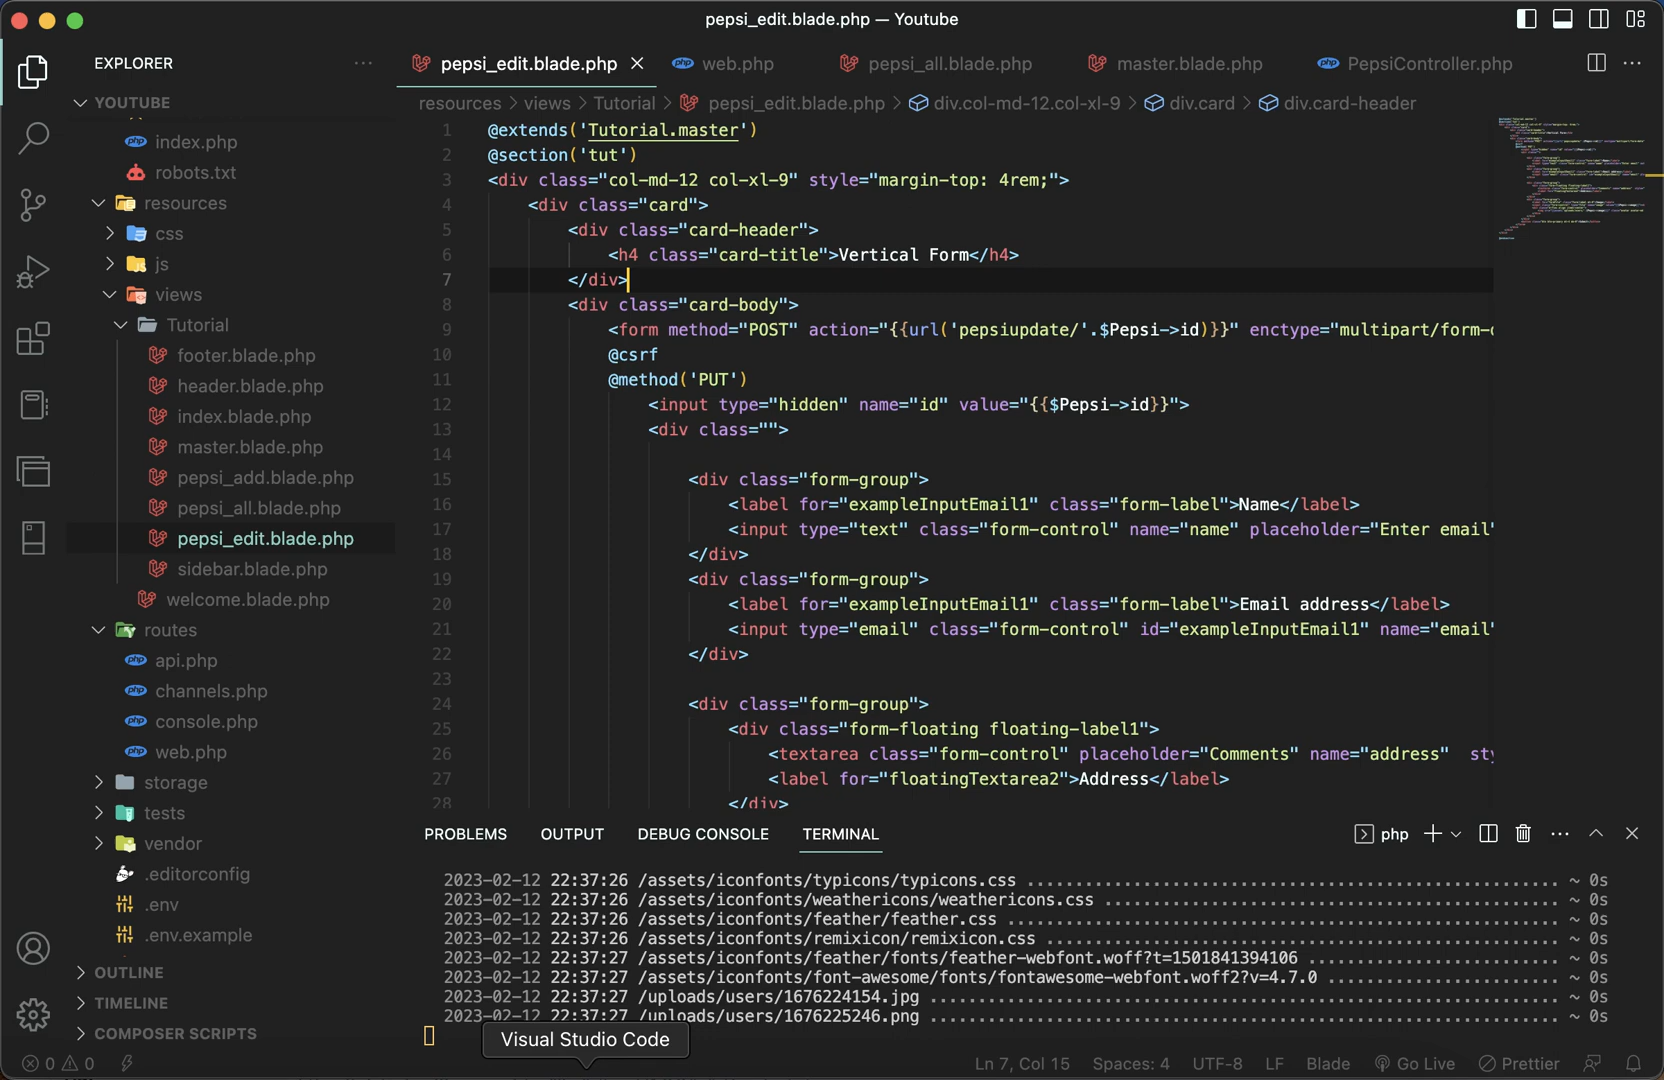 pepsi_edit.blade.php — Youtube
EXPLORER
pepsi_edit.blade.php
web.php
pepsi_all.blade.php
master.blade.php
PepsiController.php
resources > views > Tutorial > pepsi_edit.blade.php > div.col-md-12.col-xl-9 > div.card > div.card-header
YOUTUBE
index.php
robots.txt
resources
css
js
views
Tutorial
footer.blade.php
header.blade.php
index.blade.php
master.blade.php
pepsi_add.blade.php
pepsi_all.blade.php
pepsi_edit.blade.php
sidebar.blade.php
welcome.blade.php
routes
api.php
channels.php
console.php
web.php
storage
tests
vendor
.editorconfig
.env
.env.example
OUTLINE
TIMELINE
COMPOSER SCRIPTS
1 @extends('Tutorial.master')
2 @section('tut')
3 <div class="col-md-12 col-xl-9" style="margin-top: 4rem;">
4 <div class="card">
5 <div class="card-header">
6 <h4 class="card-title">Vertical Form</h4>
7 </div>
8 <div class="card-body">
9 <form method="POST" action="{{url('pepsiupdate/'.$Pepsi->id)}}" enctype="multipart/form-
10 @csrf
11 @method('PUT')
12 <input type="hidden" name="id" value="{{$Pepsi->id}}">
13 <div class="">
14
15 <div class="form-group">
16 <label for="exampleInputEmail1" class="form-label">Name</label>
17 <input type="text" class="form-control" name="name" placeholder="Enter email"
18 </div>
19 <div class="form-group">
20 <label for="exampleInputEmail1" class="form-label">Email address</label>
21 <input type="email" class="form-control" id="exampleInputEmail1" name="email"
22 </div>
23
24 <div class="form-group">
25 <div class="form-floating floating-label1">
26 <textarea class="form-control" placeholder="Comments" name="address" sty
27 <label for="floatingTextarea2">Address</label>
28 </div>
PROBLEMS OUTPUT DEBUG CONSOLE TERMINAL
php
2023-02-12 22:37:26 /assets/iconfonts/typicons/typicons.css ..................................................... ~ 0s
2023-02-12 22:37:26 /assets/iconfonts/weathericons/weathericons.css ............................................. ~ 0s
2023-02-12 22:37:26 /assets/iconfonts/feather/feather.css ....................................................... ~ 0s
2023-02-12 22:37:26 /assets/iconfonts/remixicon/remixicon.css ................................................... ~ 0s
2023-02-12 22:37:27 /assets/iconfonts/feather/fonts/feather-webfont.woff?t=1501841394106 ........................ ~ 0s
2023-02-12 22:37:27 /assets/iconfonts/font-awesome/fonts/fontawesome-webfont.woff2?v=4.7.0 ...................... ~ 0s
2023-02-12 22:37:27 /uploads/users/1676224154.jpg ............................................................... ~ 0s
2023-02-12 22:37:27 /uploads/users/1676225246.png ............................................................... ~ 0s
Visual Studio Code
0 0
Ln 7, Col 15 Spaces: 4 UTF-8 LF Blade Go Live Prettier